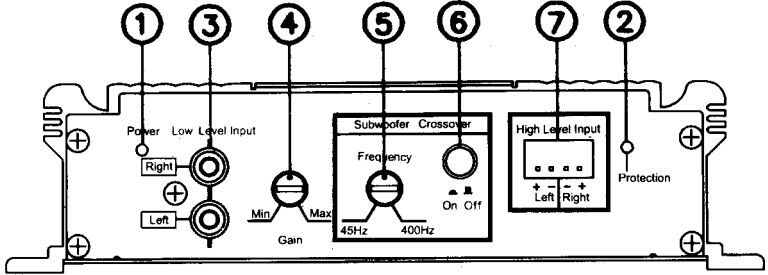 1 3 4 5 6 7 2
Power Low Level Input
Subwoofer Crossover
High Level Input
Frequency
Right
Protection
+ − − +
On Off
Left Right
Left
Min Max
45Hz 400Hz
Gain